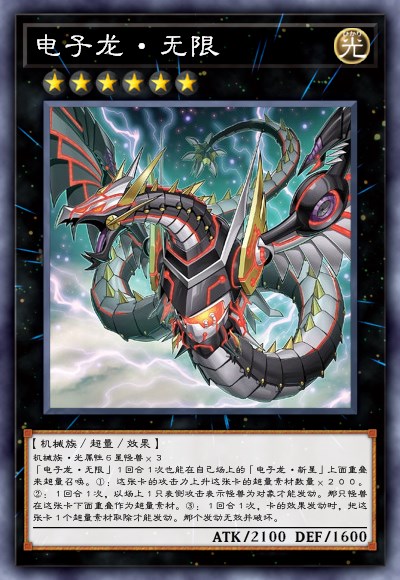 电子龙·无限
光
ひかり
【机械族／超量／效果】
机械族·光属性6星怪兽×3
「电子龙·无限」1回合1次也能在自己场上的「电子龙·新星」上面重叠
来超量召唤。①：这张卡的攻击力上升这张卡的超量素材数量×200。
②：1回合1次，以场上1只表侧攻击表示怪兽为对象才能发动。那只怪兽
在这张卡下面重叠作为超量素材。③：1回合1次，卡的效果发动时，把这
张卡1个超量素材取除才能发动。那个发动无效并破坏。
ATK/2100 DEF/1600